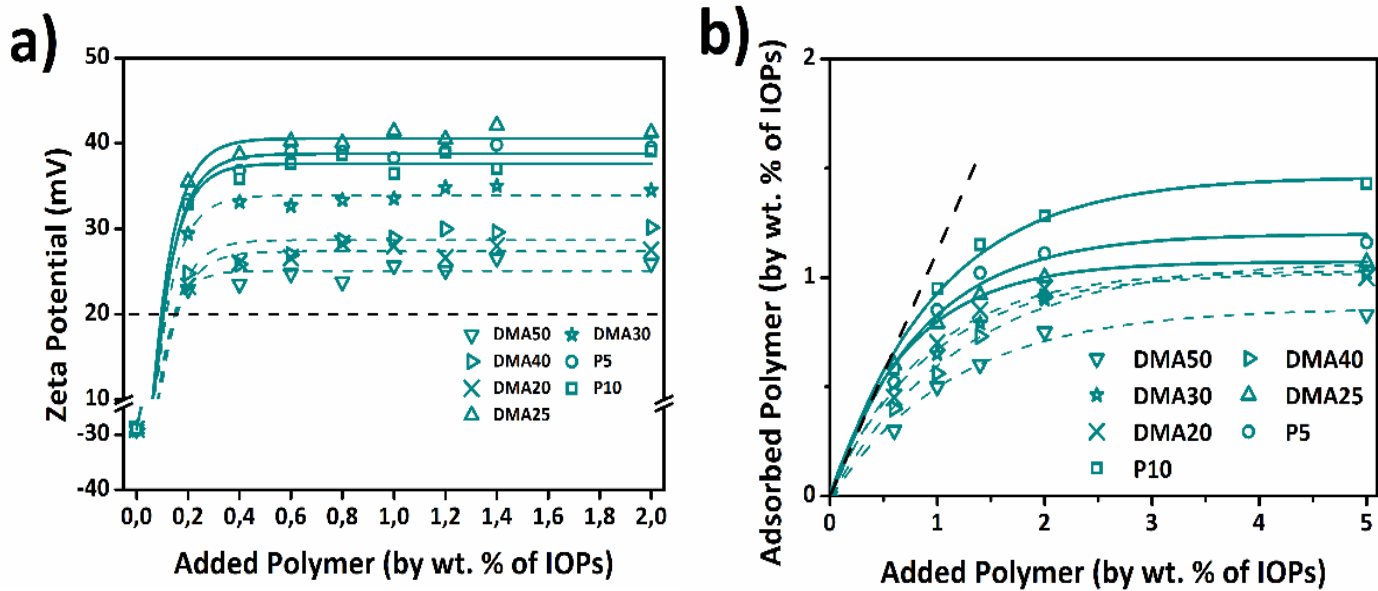 a)
Zeta Potential (mV)
50
40
30
20
10
-30
-40
DMA50 DMA30
DMA40 P5
DMA20 P10
DMA25
0,0 0,2 0,4 0,6 0,8 1,0 1,2 1,4 1,6 1,8 2,0
Added Polymer (by wt. % of IOPs)
b)
Adsorbed Polymer (by wt. % of IOPs)
2
1
0
DMA50 DMA40
DMA30 DMA25
DMA20 P5
P10
0 1 2 3 4 5
Added Polymer (by wt. % of IOPs)